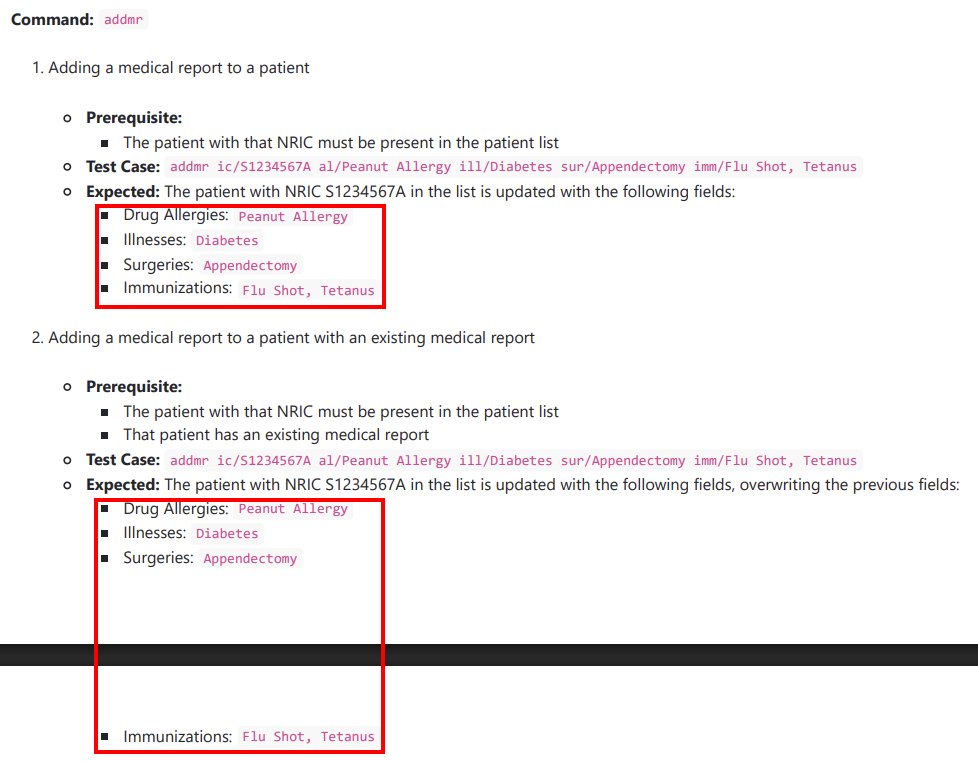 Command: addmr
1. Adding a medical report to a patient
Prerequisite:
The patient with that NRIC must be present in the patient list
Test Case: addmr ic/S1234567A al/Peanut Allergy ill/Diabetes sur/Appendectomy imm/Flu Shot, Tetanus
Expected: The patient with NRIC S1234567A in the list is updated with the following fields:
Drug Allergies: Peanut Allergy
Illnesses: Diabetes
Surgeries: Appendectomy
Immunizations: Flu Shot, Tetanus
2. Adding a medical report to a patient with an existing medical report
Prerequisite:
The patient with that NRIC must be present in the patient list
That patient has an existing medical report
Test Case: addmr ic/S1234567A al/Peanut Allergy ill/Diabetes sur/Appendectomy imm/Flu Shot, Tetanus
Expected: The patient with NRIC S1234567A in the list is updated with the following fields, overwriting the previous fields:
Drug Allergies: Peanut Allergy
Illnesses: Diabetes
Surgeries: Appendectomy
Immunizations: Flu Shot, Tetanus